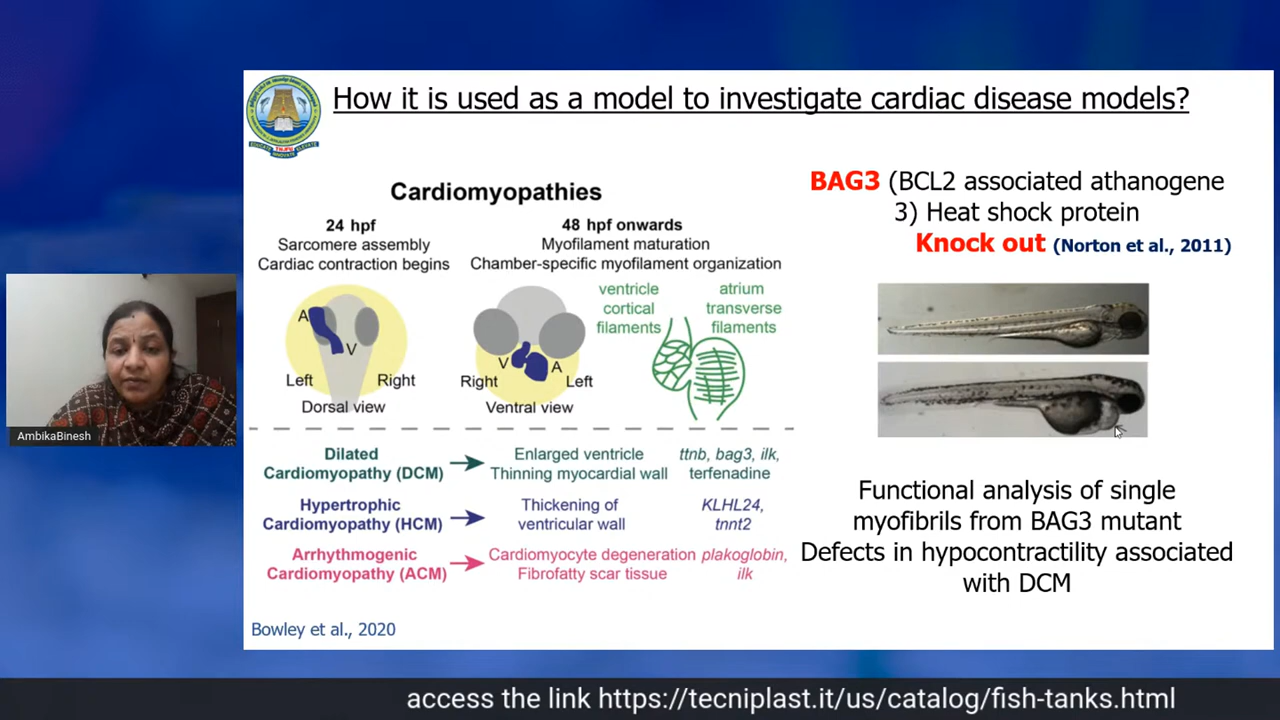 How it is used as a model to investigate cardiac disease models?
Cardiomyopathies
24 hpf
Sarcomere assembly
Cardiac contraction begins
A
V
Left
Right
Dorsal view
48 hpf onwards
Myofilament maturation
Chamber-specific myofilament organization
ventricle
cortical
filaments
atrium
transverse
filaments
V
A
Right
Left
Ventral view
Dilated
Cardiomyopathy (DCM)
Enlarged ventricle
Thinning myocardial wall
ttnb, bag3, ilk,
terfenadine
Hypertrophic
Cardiomyopathy (HCM)
Thickening of
ventricular wall
KLHL24,
tnnt2
Arrhythmogenic
Cardiomyopathy (ACM)
Cardiomyocyte degeneration
Fibrofatty scar tissue
plakoglobin,
ilk
Bowley et al., 2020
BAG3 (BCL2 associated athanogene
3) Heat shock protein
Knock out (Norton et al., 2011)
Functional analysis of single
myofibrils from BAG3 mutant
Defects in hypocontractility associated
with DCM
AmbikaBinesh
access the link https://tecniplast.it/us/catalog/fish-tanks.html